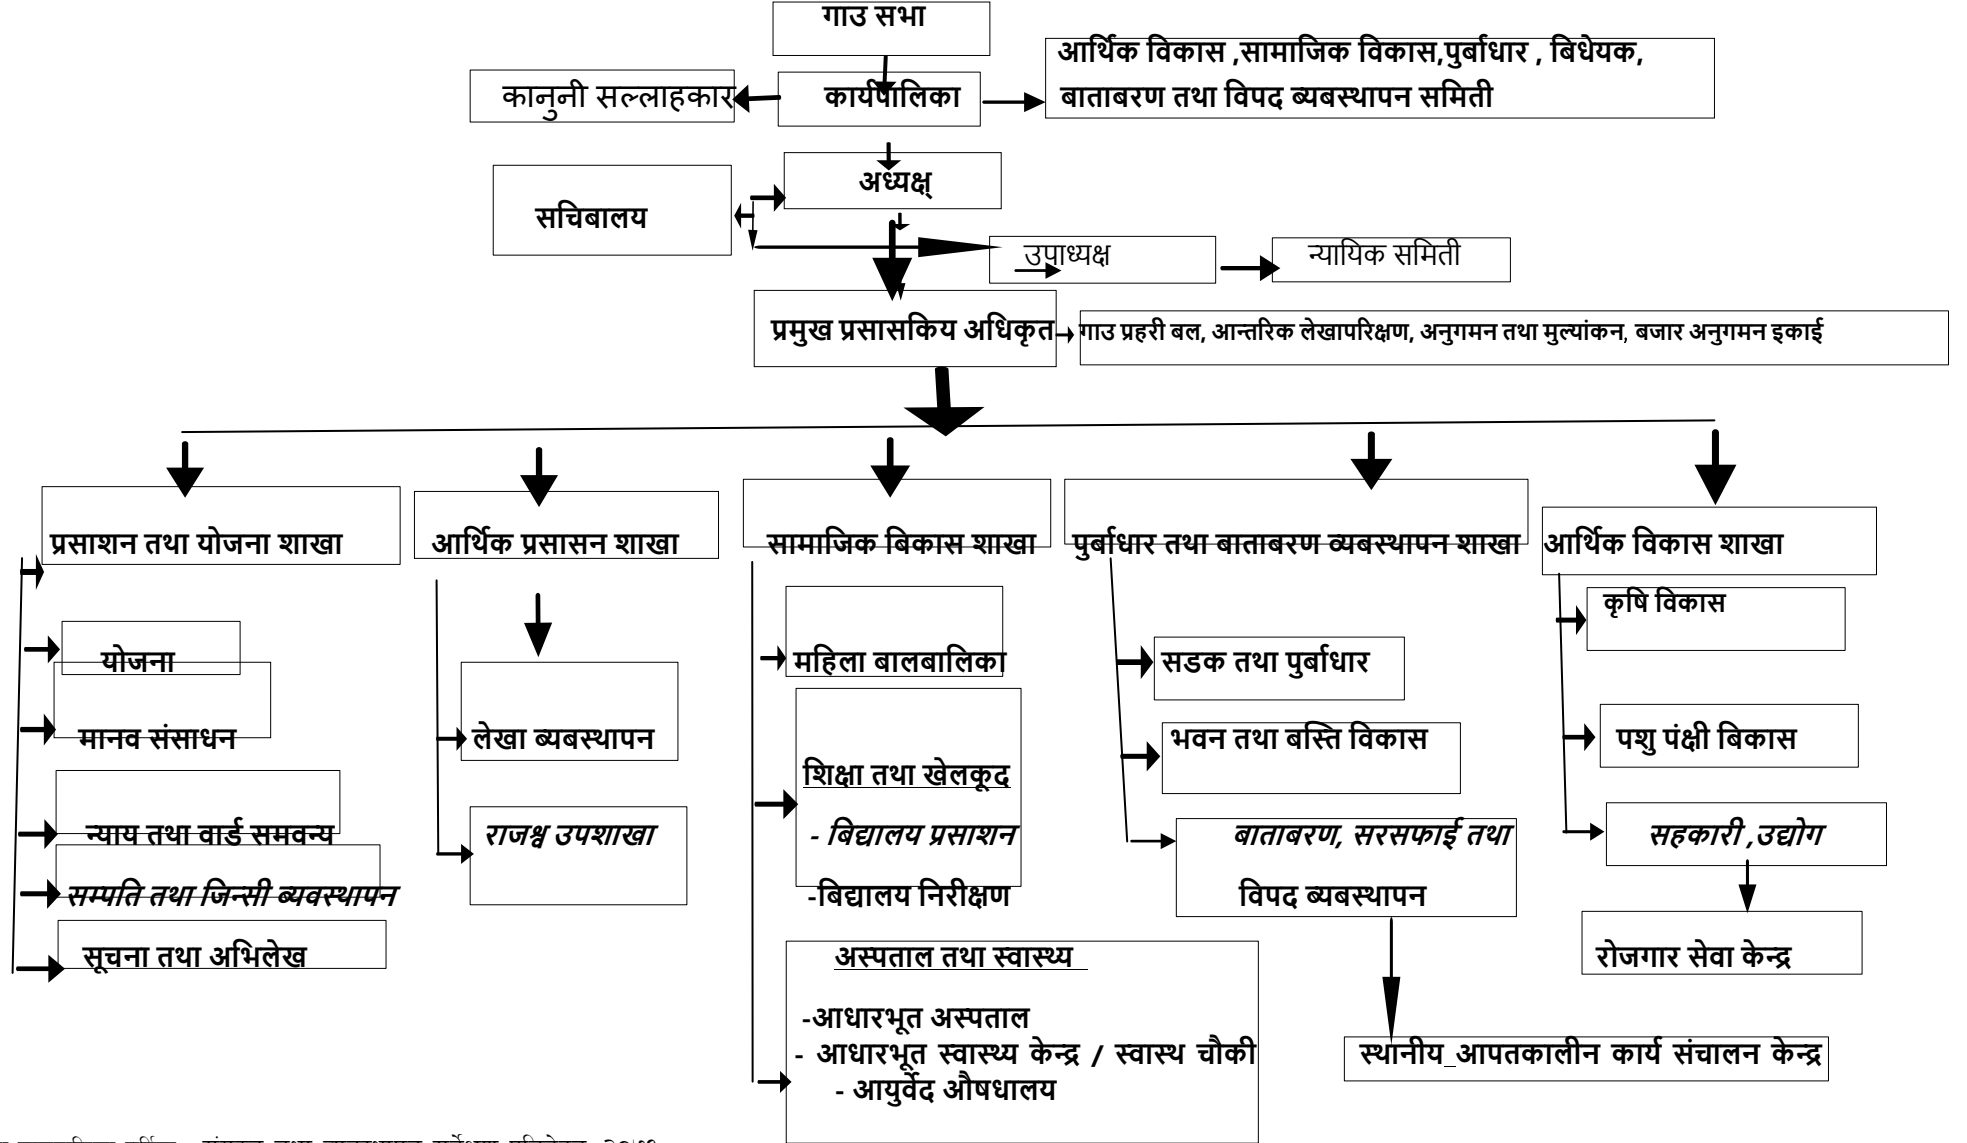 गाउ सभा
आर्थिक विकास ,सामाजिक विकास,पुर्बाधार , बिधेयक,
बाताबरण तथा विपद ब्यबस्थापन समिती
कानुनी सल्लाहकार
कार्यपालिका
अध्यक्ष्
सचिबालय
उपाध्यक्ष
न्यायिक समिती
प्रमुख प्रसासकिय अधिकृत
गाउ प्रहरी बल, आन्तरिक लेखापरिक्षण, अनुगमन तथा मुल्यांकन, बजार अनुगमन इकाई
प्रसाशन तथा योजना शाखा
योजना
मानव संसाधन
न्याय तथा वार्ड समवन्य
सम्पति तथा जिन्सी ब्यवस्थापन
सूचना तथा अभिलेख
आर्थिक प्रसासन शाखा
लेखा ब्यबस्थापन
राजश्व उपशाखा
सामाजिक बिकास शाखा
महिला बालबालिका
शिक्षा तथा खेलकूद
- बिद्यालय प्रसाशन
-बिद्यालय निरीक्षण
अस्पताल तथा स्वास्थ्य
-आधारभूत अस्पताल
- आधारभूत स्वास्थ्य केन्द्र / स्वास्थ चौकी
- आयुर्वेद औषधालय
पुर्बाधार तथा बाताबरण व्यबस्थापन शाखा
सडक तथा पुर्बाधार
भवन तथा बस्ति विकास
बाताबरण, सरसफाई तथा
विपद ब्यबस्थापन
स्थानीय_आपतकालीन कार्य संचालन केन्द्र
आर्थिक विकास शाखा
कृषि विकास
पशु पंक्षी बिकास
सहकारी ,उद्योग
रोजगार सेवा केन्द्र